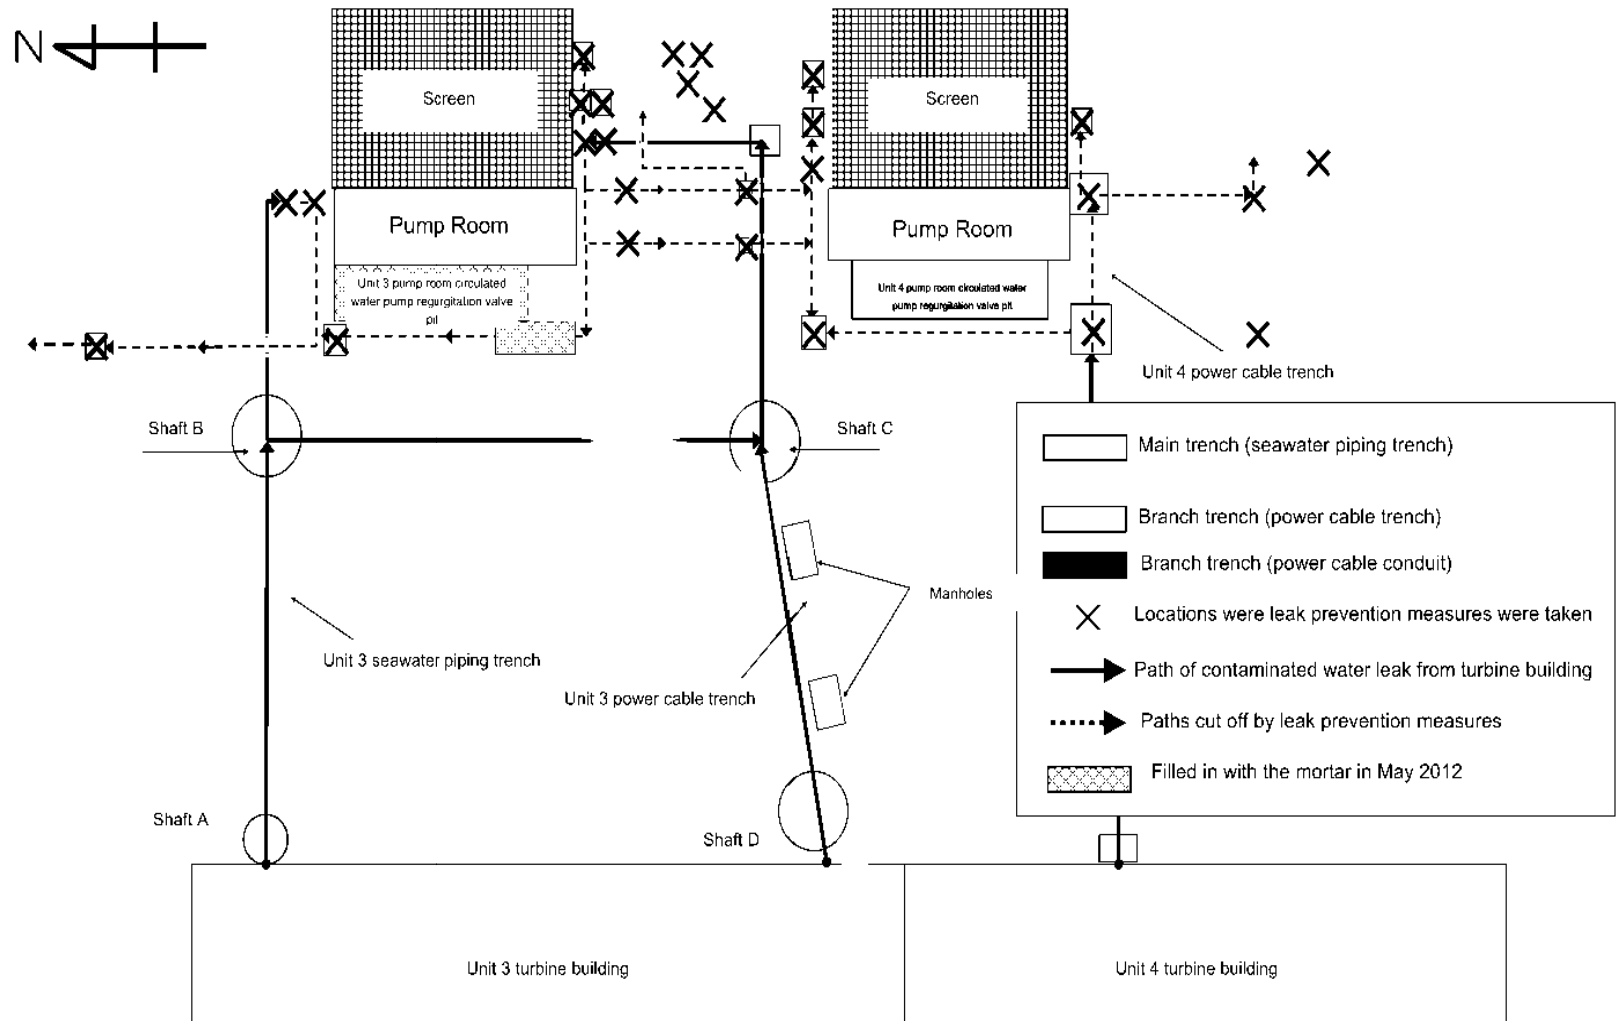 N
Screen
Screen
Pump Room
Pump Room
Unit 3 pump room circulated
water pump regurgitation valve
pit
Unit 4 pump room circulated water
pump regurgitation valve pit
Unit 4 power cable trench
Shaft B
Shaft C
Main trench (seawater piping trench)
Branch trench (power cable trench)
Branch trench (power cable conduit)
Locations were leak prevention measures were taken
Path of contaminated water leak from turbine building
Paths cut off by leak prevention measures
Filled in with the mortar in May 2012
Manholes
Unit 3 seawater piping trench
Unit 3 power cable trench
Shaft A
Shaft D
Unit 3 turbine building
Unit 4 turbine building